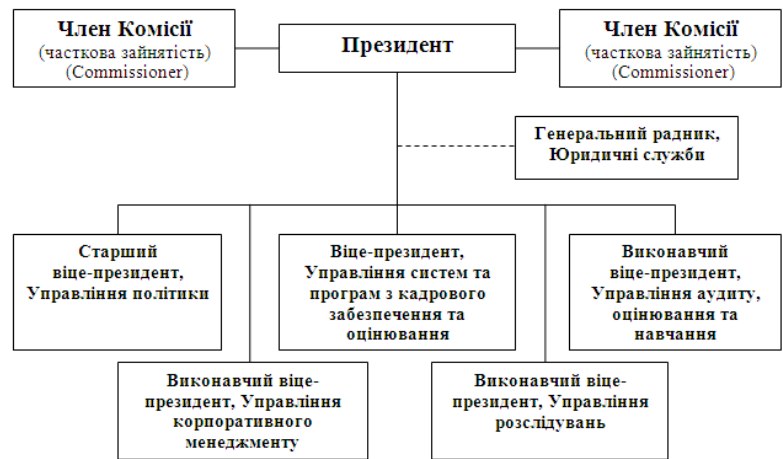 Член Комісії
(часткова зайнятість)
(Commissioner)
Президент
Член Комісії
(часткова зайнятість)
(Commissioner)
Генеральний радник,
Юридичні служби
Старший
віце-президент,
Управління політики
Віце-президент,
Управління систем та
програм з кадрового
забезпечення та
оцінювання
Виконавчий
віце-президент,
Управління аудиту,
оцінювання та
навчання
Виконавчий віце-
президент, Управління
корпоративного
менеджменту
Виконавчий віце-
президент, Управління
розслідувань